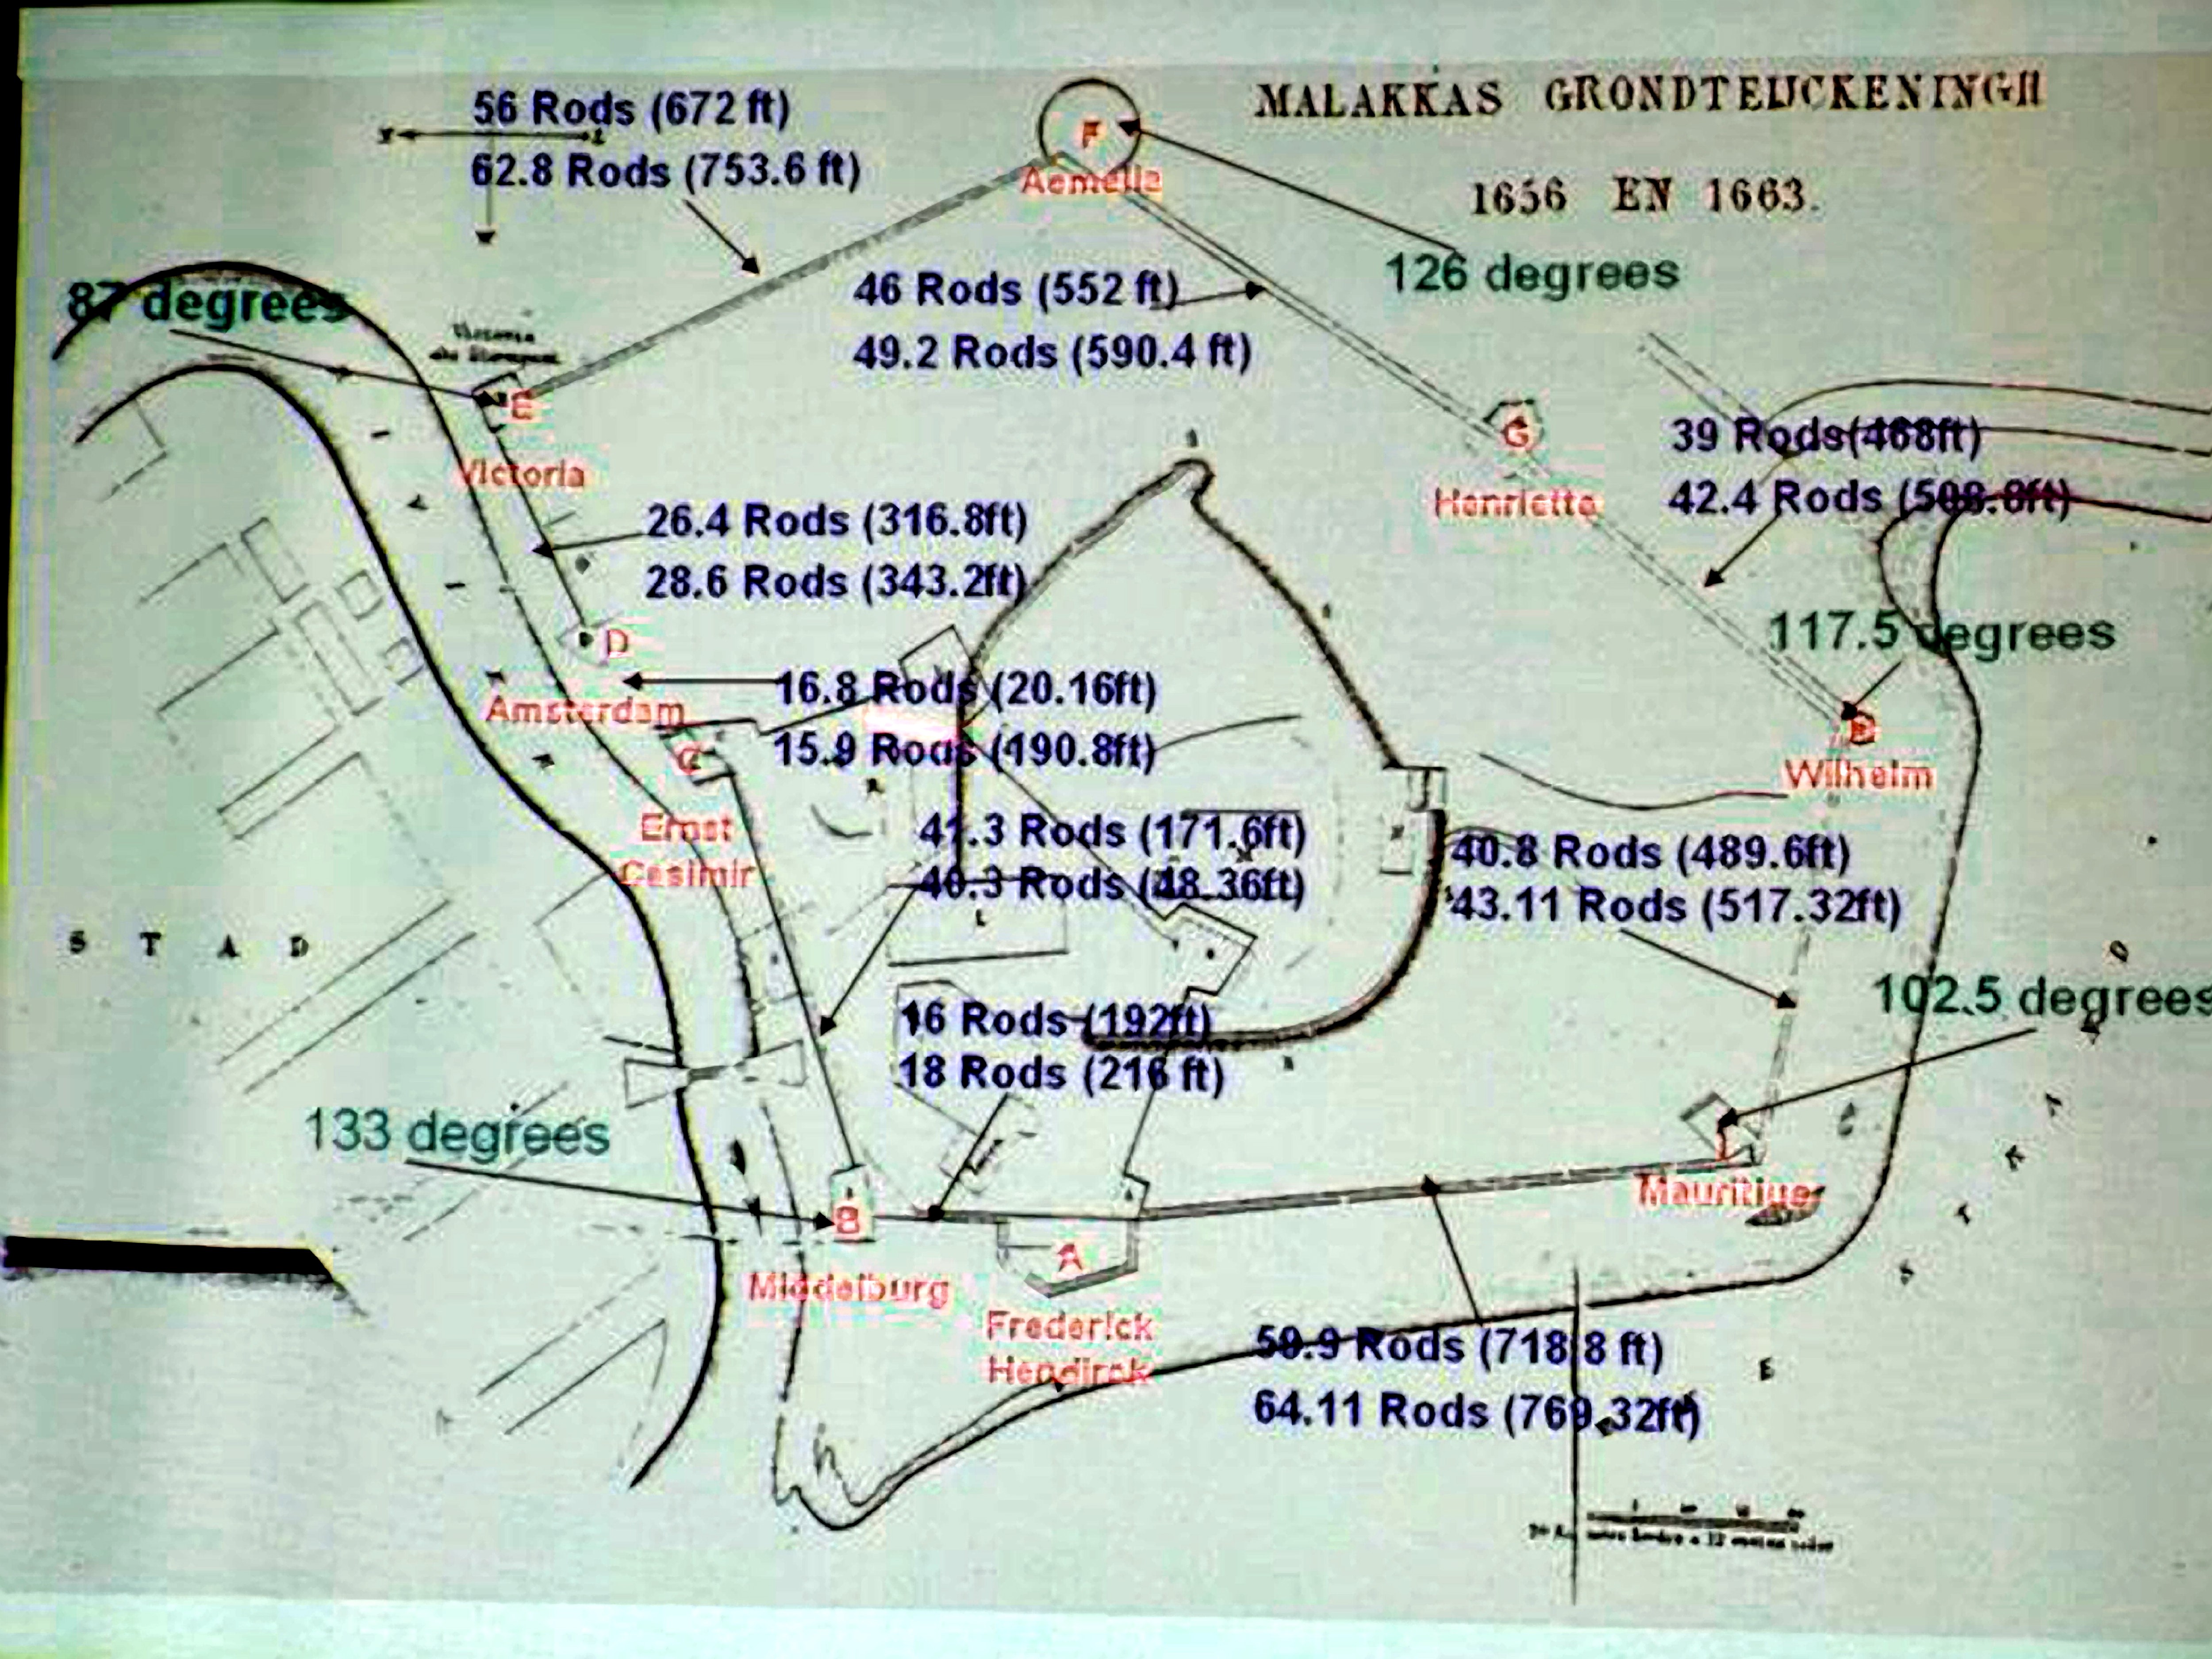 MALAKKAS GRONDTEIJCKENINGH
1656 EN 1663.
56 Rods (672 ft)
62.8 Rods (753.6 ft)
F
Aemelia
126 degrees
87 degrees
46 Rods (552 ft)
49.2 Rods (590.4 ft)
Victoria
E
Victoria
G
Henriette
39 Rods(468ft)
42.4 Rods (508.8ft)
26.4 Rods (316.8ft)
28.6 Rods (343.2ft)
D
Amsterdam
117.5 degrees
Wilhelm
16.8 Rods (20.16ft)
15.9 Rods (190.8ft)
C
Ernst
Casimir
41.3 Rods (171.6ft)
40.3 Rods (48.36ft)
40.8 Rods (489.6ft)
43.11 Rods (517.32ft)
S T A D
L
102.5 degrees
16 Rods (192ft)
18 Rods (216 ft)
133 degrees
B
Middelburg
A
Frederick
Hendirck
I
Mauritius
59.9 Rods (718.8 ft)
64.11 Rods (769.32ft)